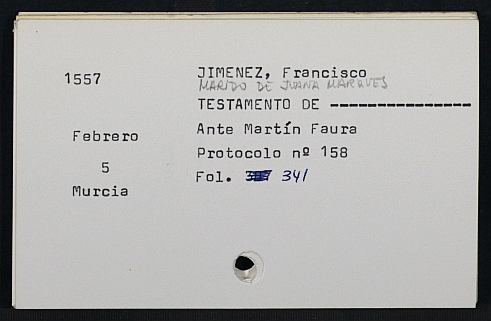 1557
JIMENEZ, Francisco
MARIDO DE JUANA MARQUES
TESTAMENTO DE -----------------
Febrero
Ante Martín Faura
5
Protocolo nº 158
Murcia
Fol. 341